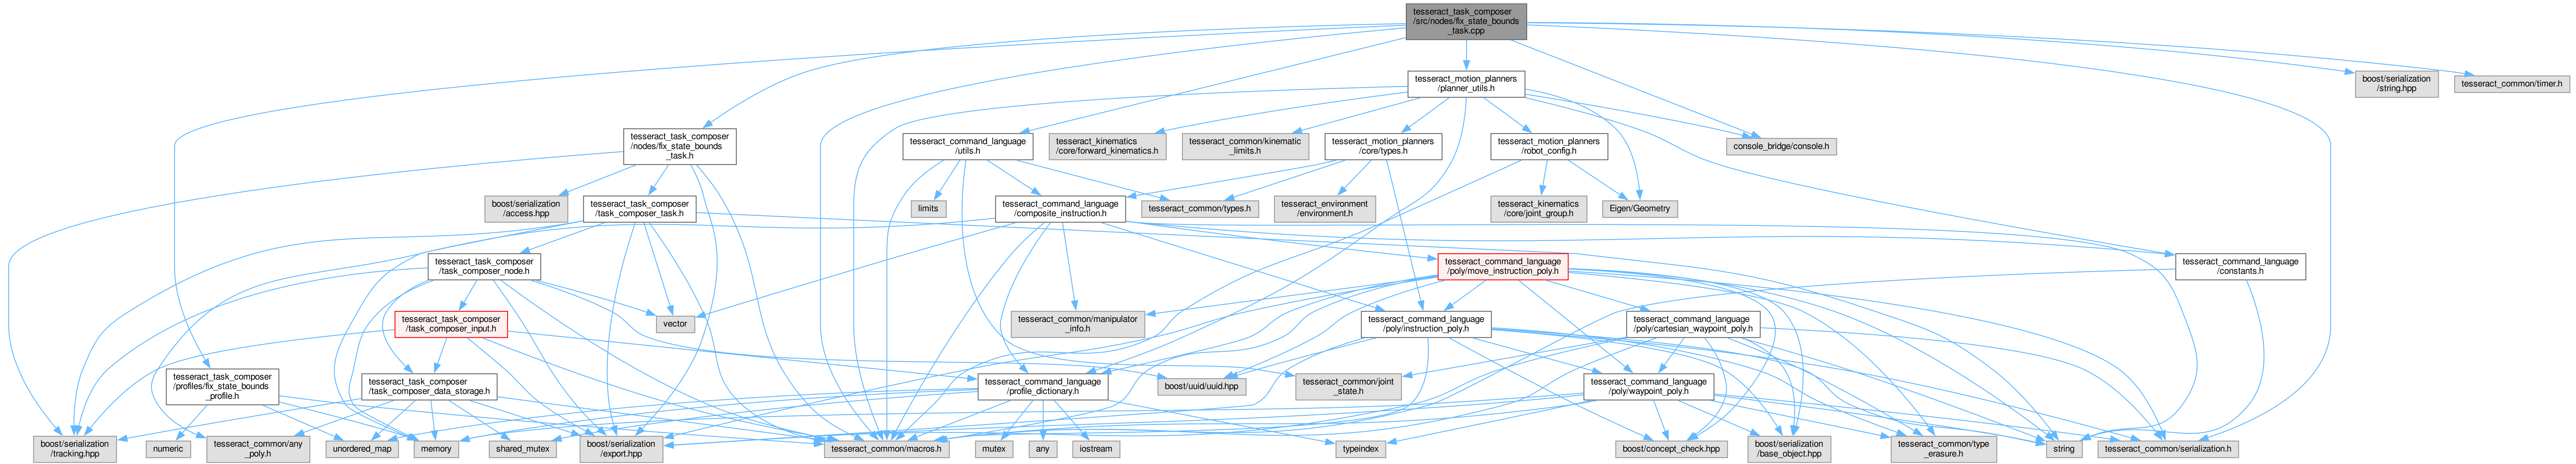 tesseract_task_composer
/src/nodes/fix_state_bounds
_task.cpp
tesseract_motion_planners
/planner_utils.h
boost/serialization
/string.hpp
tesseract_common/timer.h
tesseract_task_composer
/nodes/fix_state_bounds
_task.h
tesseract_command_language
/utils.h
tesseract_kinematics
/core/forward_kinematics.h
tesseract_common/kinematic
_limits.h
tesseract_motion_planners
/core/types.h
tesseract_motion_planners
/robot_config.h
console_bridge/console.h
boost/serialization
/access.hpp
tesseract_task_composer
/task_composer_task.h
limits
tesseract_command_language
/composite_instruction.h
tesseract_common/types.h
tesseract_environment
/environment.h
tesseract_kinematics
/core/joint_group.h
Eigen/Geometry
tesseract_task_composer
/task_composer_node.h
tesseract_command_language
/poly/move_instruction_poly.h
tesseract_command_language
/constants.h
tesseract_task_composer
/task_composer_input.h
vector
tesseract_common/manipulator
_info.h
tesseract_command_language
/poly/instruction_poly.h
tesseract_command_language
/poly/cartesian_waypoint_poly.h
tesseract_task_composer
/profiles/fix_state_bounds
_profile.h
tesseract_task_composer
/task_composer_data_storage.h
tesseract_command_language
/profile_dictionary.h
boost/uuid/uuid.hpp
tesseract_common/joint
_state.h
tesseract_command_language
/poly/waypoint_poly.h
boost/serialization
/tracking.hpp
numeric
tesseract_common/any
_poly.h
unordered_map
memory
shared_mutex
boost/serialization
/export.hpp
tesseract_common/macros.h
mutex
any
iostream
typeindex
boost/concept_check.hpp
boost/serialization
/base_object.hpp
tesseract_common/type
_erasure.h
string
tesseract_common/serialization.h